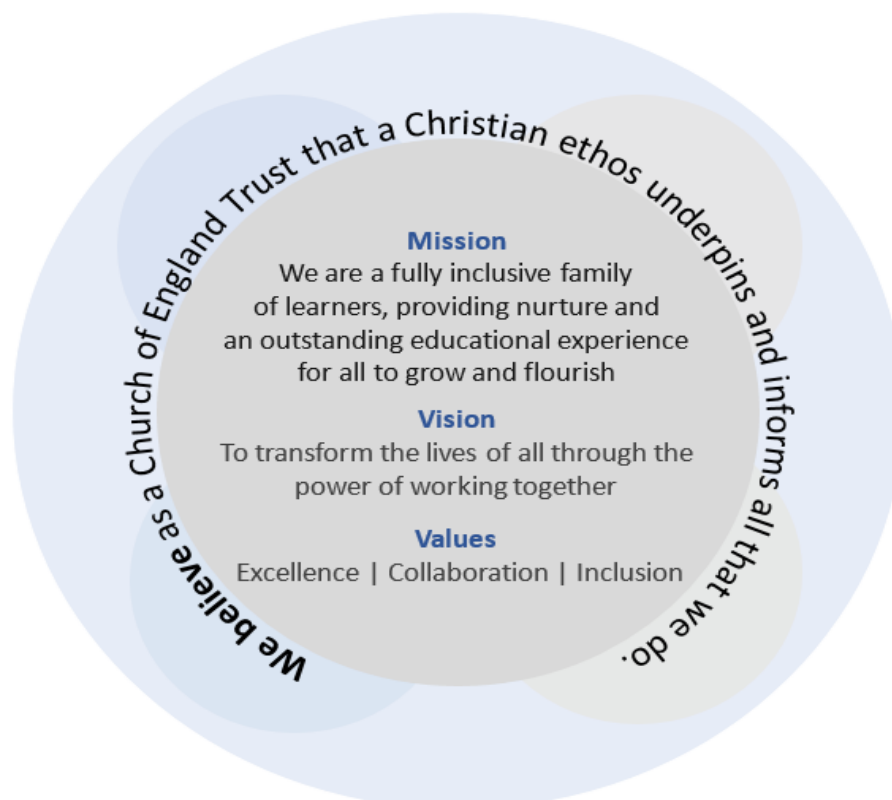 We believe as a Church of England Trust that a Christian ethos underpins and informs all that we do.
Mission
We are a fully inclusive family
of learners, providing nurture and
an outstanding educational experience
for all to grow and flourish
Vision
To transform the lives of all through the
power of working together
Values
Excellence | Collaboration | Inclusion